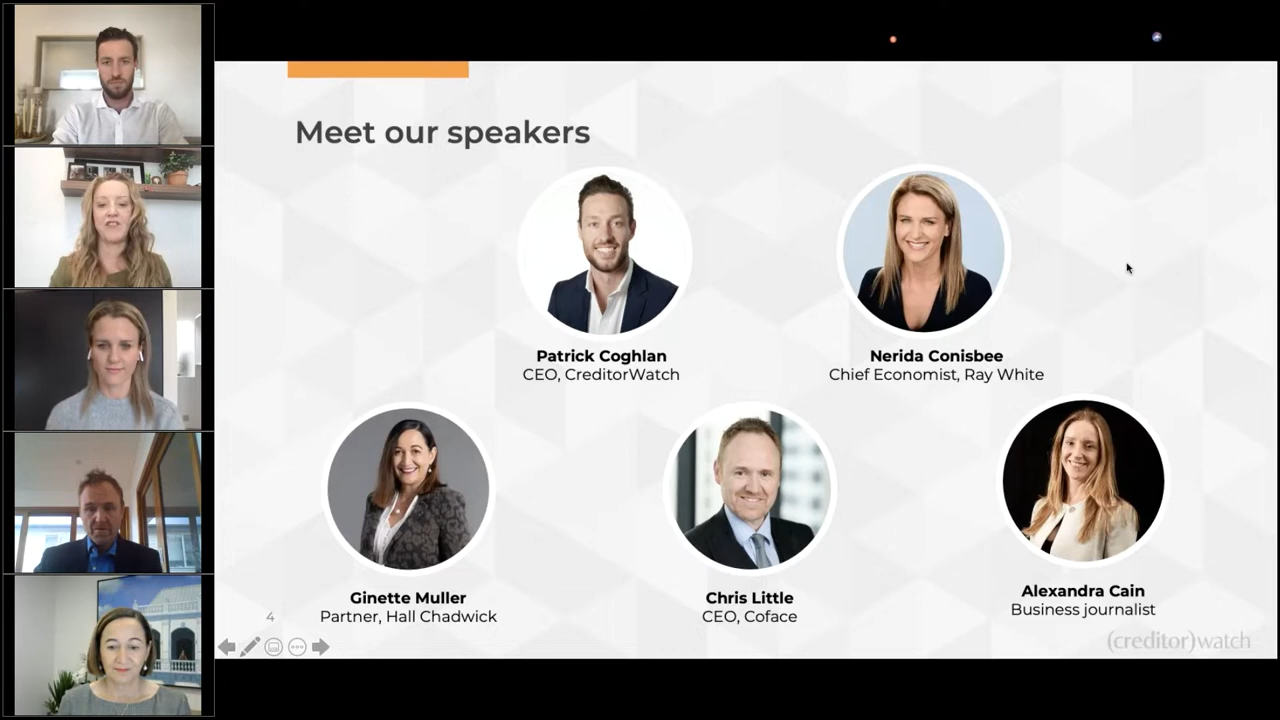 Meet our speakers
Patrick Coghlan
CEO, CreditorWatch
Nerida Conisbee
Chief Economist, Ray White
Ginette Muller
Partner, Hall Chadwick
Chris Little
CEO, Coface
Alexandra Cain
Business journalist
4
(creditor)watch